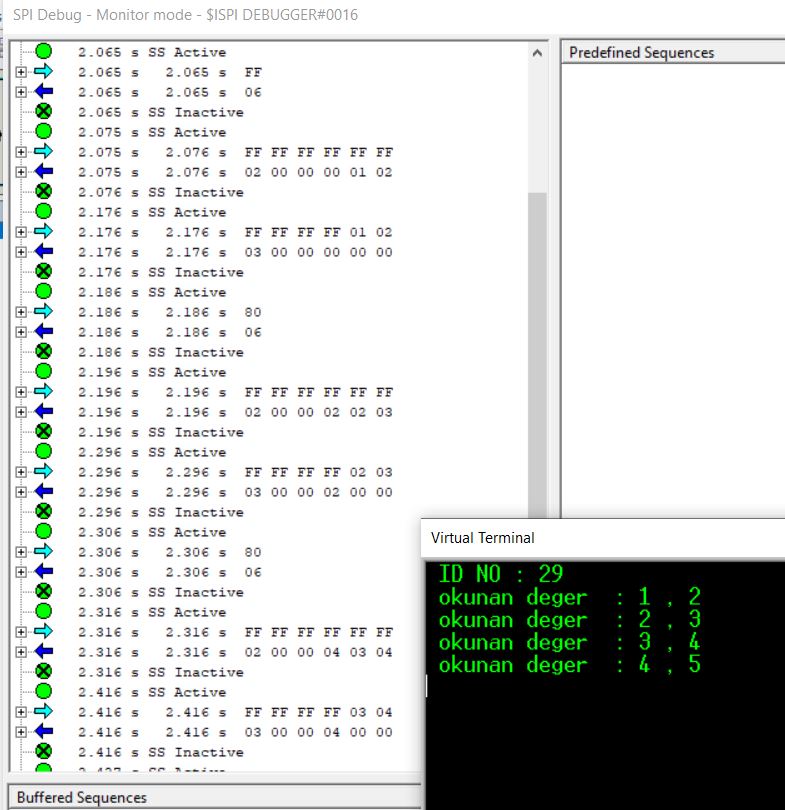 SPI Debug - Monitor mode - $ISPI DEBUGGER#0016
2.065 s SS Active
2.065 s 2.065 s FF
2.065 s 2.065 s 06
2.065 s SS Inactive
2.075 s SS Active
2.075 s 2.076 s FF FF FF FF FF FF
2.075 s 2.076 s 02 00 00 00 01 02
2.076 s SS Inactive
2.176 s SS Active
2.176 s 2.176 s FF FF FF FF 01 02
2.176 s 2.176 s 03 00 00 00 00 00
2.176 s SS Inactive
2.186 s SS Active
2.186 s 2.186 s 80
2.186 s 2.186 s 06
2.186 s SS Inactive
2.196 s SS Active
2.196 s 2.196 s FF FF FF FF FF FF
2.196 s 2.196 s 02 00 00 02 02 03
2.196 s SS Inactive
2.296 s SS Active
2.296 s 2.296 s FF FF FF FF 02 03
2.296 s 2.296 s 03 00 00 02 00 00
2.296 s SS Inactive
2.306 s SS Active
2.306 s 2.306 s 80
2.306 s 2.306 s 06
2.306 s SS Inactive
2.316 s SS Active
2.316 s 2.316 s FF FF FF FF FF FF
2.316 s 2.316 s 02 00 00 04 03 04
2.316 s SS Inactive
2.416 s SS Active
2.416 s 2.416 s FF FF FF FF 03 04
2.416 s 2.416 s 03 00 00 04 00 00
2.416 s SS Inactive
Buffered Sequences
Predefined Sequences
Virtual Terminal
ID NO : 29
okunan deger : 1 , 2
okunan deger : 2 , 3
okunan deger : 3 , 4
okunan deger : 4 , 5